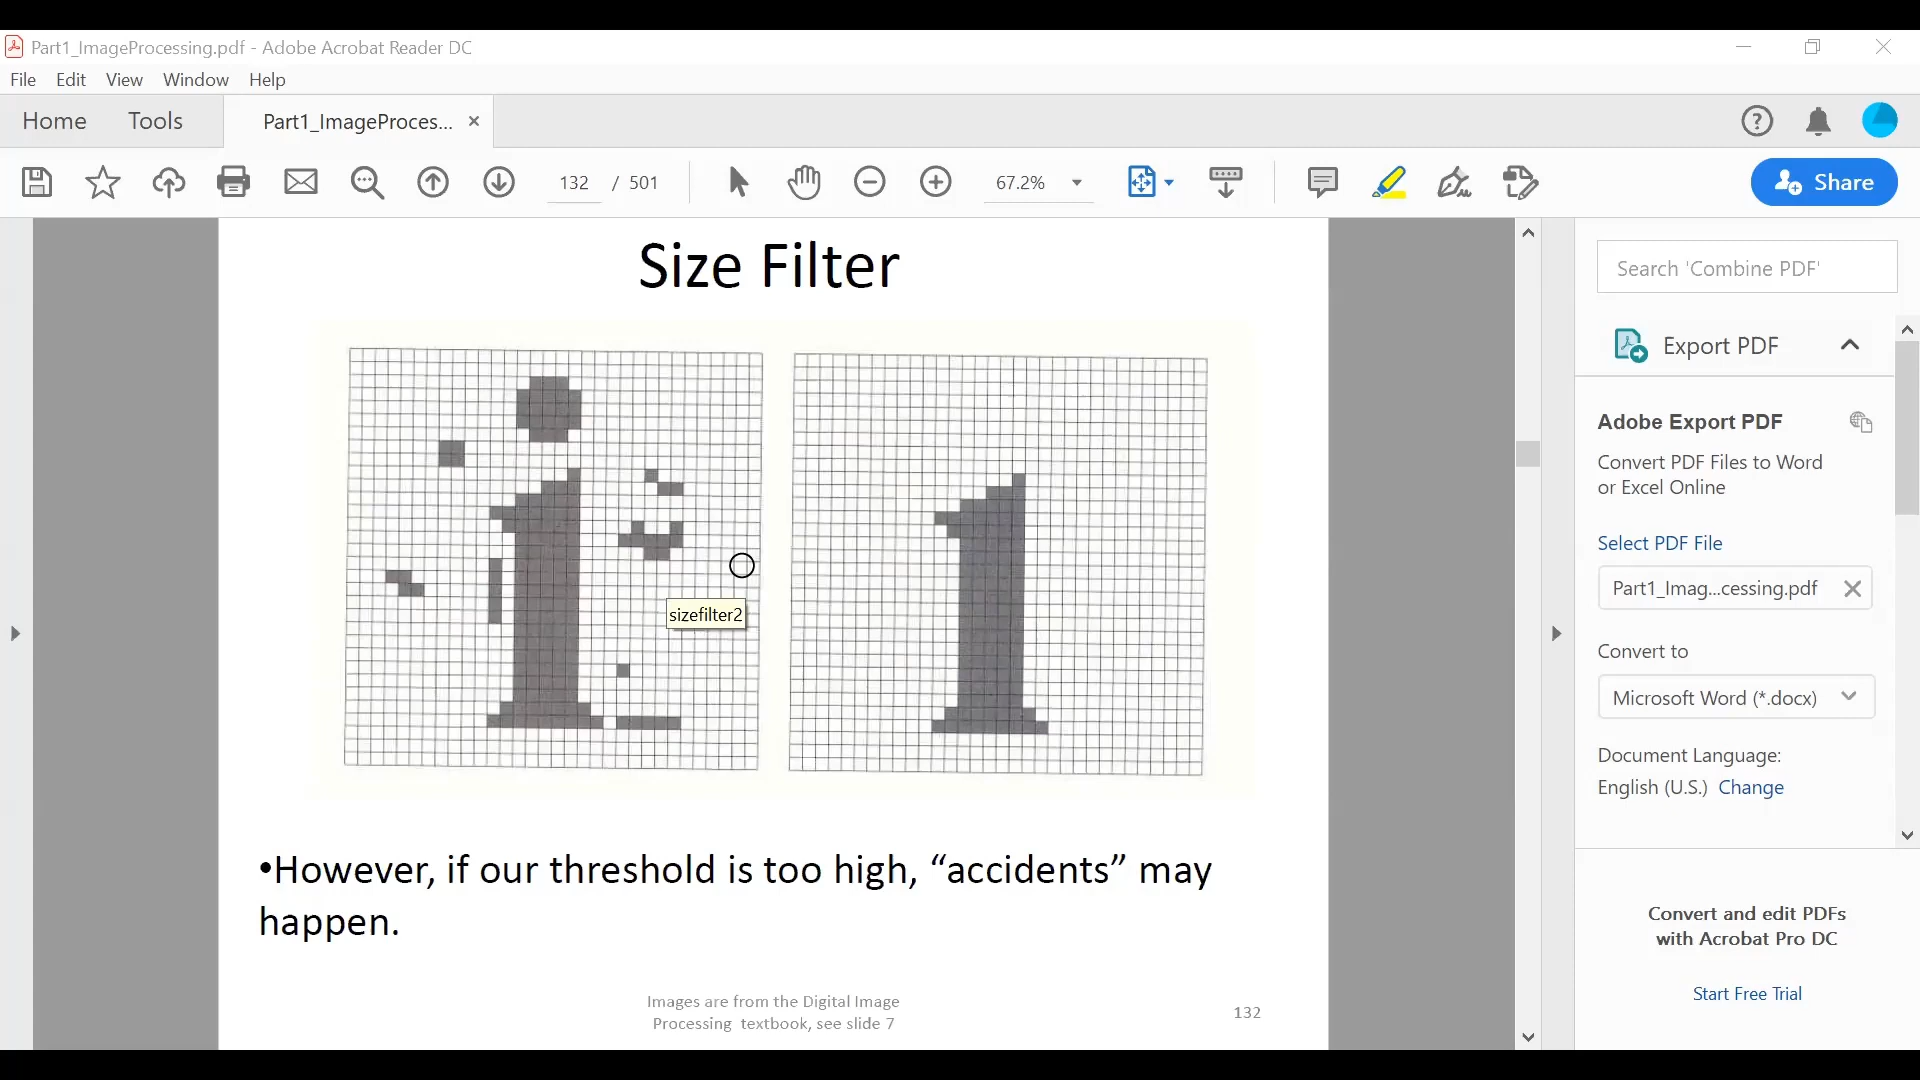 Part1_ImageProcessing.pdf - Adobe Acrobat Reader DC
File Edit View Window Help
Home Tools Part1_ImageProces...
132 / 501 67.2% Share
Size Filter
sizefilter2
•However, if our threshold is too high, “accidents” may
happen.
Images are from the Digital Image
Processing textbook, see slide 7
132
Search 'Combine PDF'
Export PDF
Adobe Export PDF
Convert PDF Files to Word
or Excel Online
Select PDF File
Part1_Imag...cessing.pdf
Convert to
Microsoft Word (*.docx)
Document Language:
English (U.S.) Change
Convert and edit PDFs
with Acrobat Pro DC
Start Free Trial